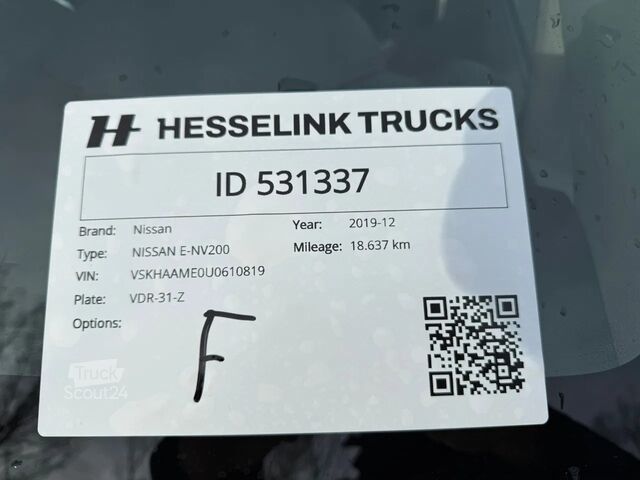 H HESSELINK TRUCKS
ID 531337
Brand: Nissan Year: 2019-12
Type: NISSAN E-NV200 Mileage: 18.637 km
VIN: VSKHAAME0U0610819
Plate: VDR-31-Z
Options: F
Truck
Scout24